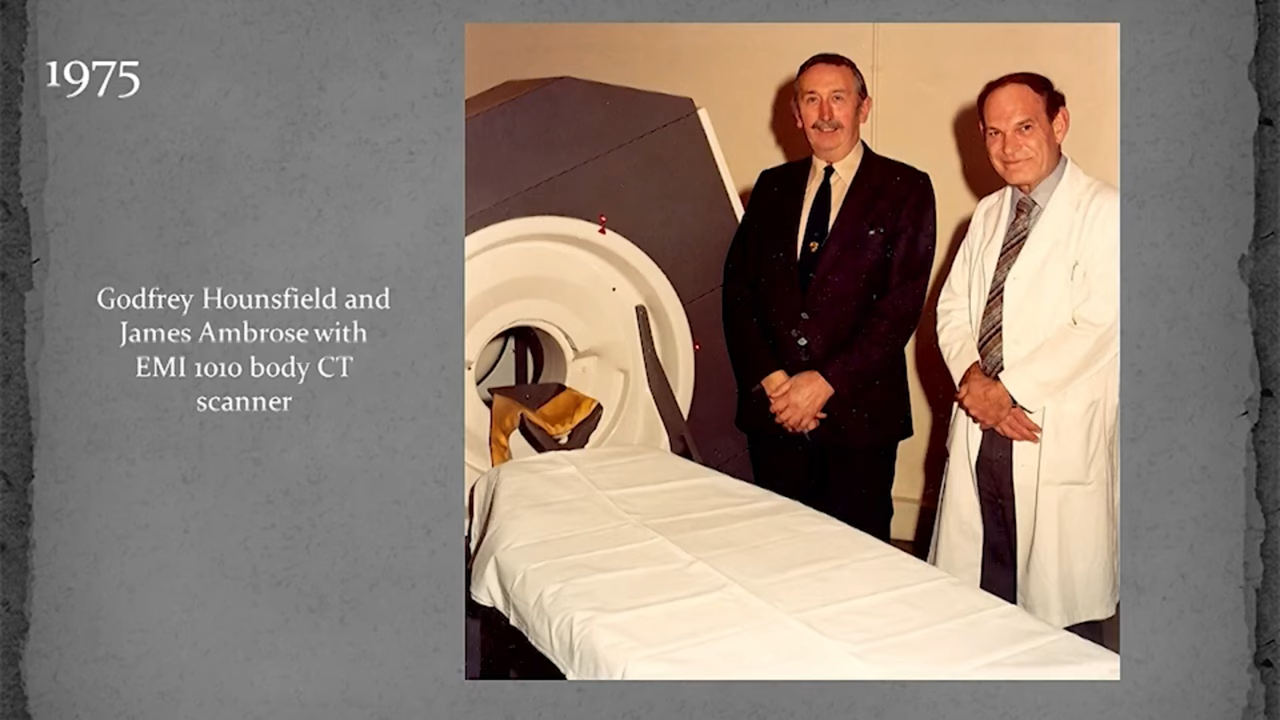 1975
Godfrey Hounsfield and
James Ambrose with
EMI 1010 body CT
scanner